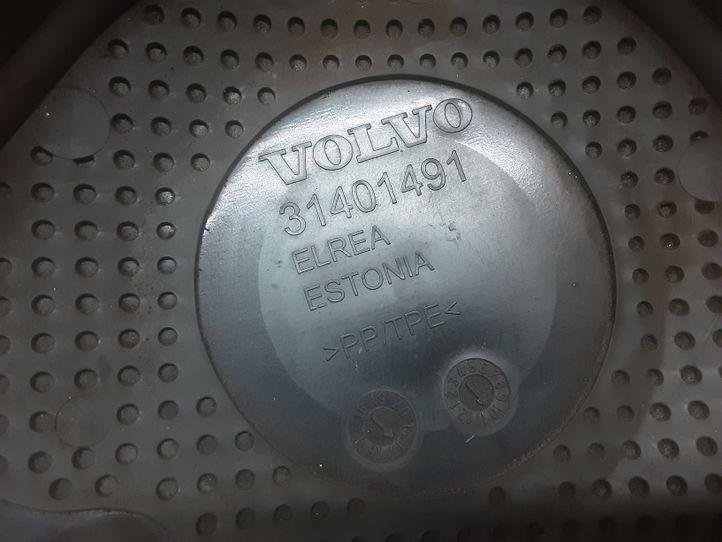 VOLVO
31401491
ELREA
ESTONIA
>PP/TPE<